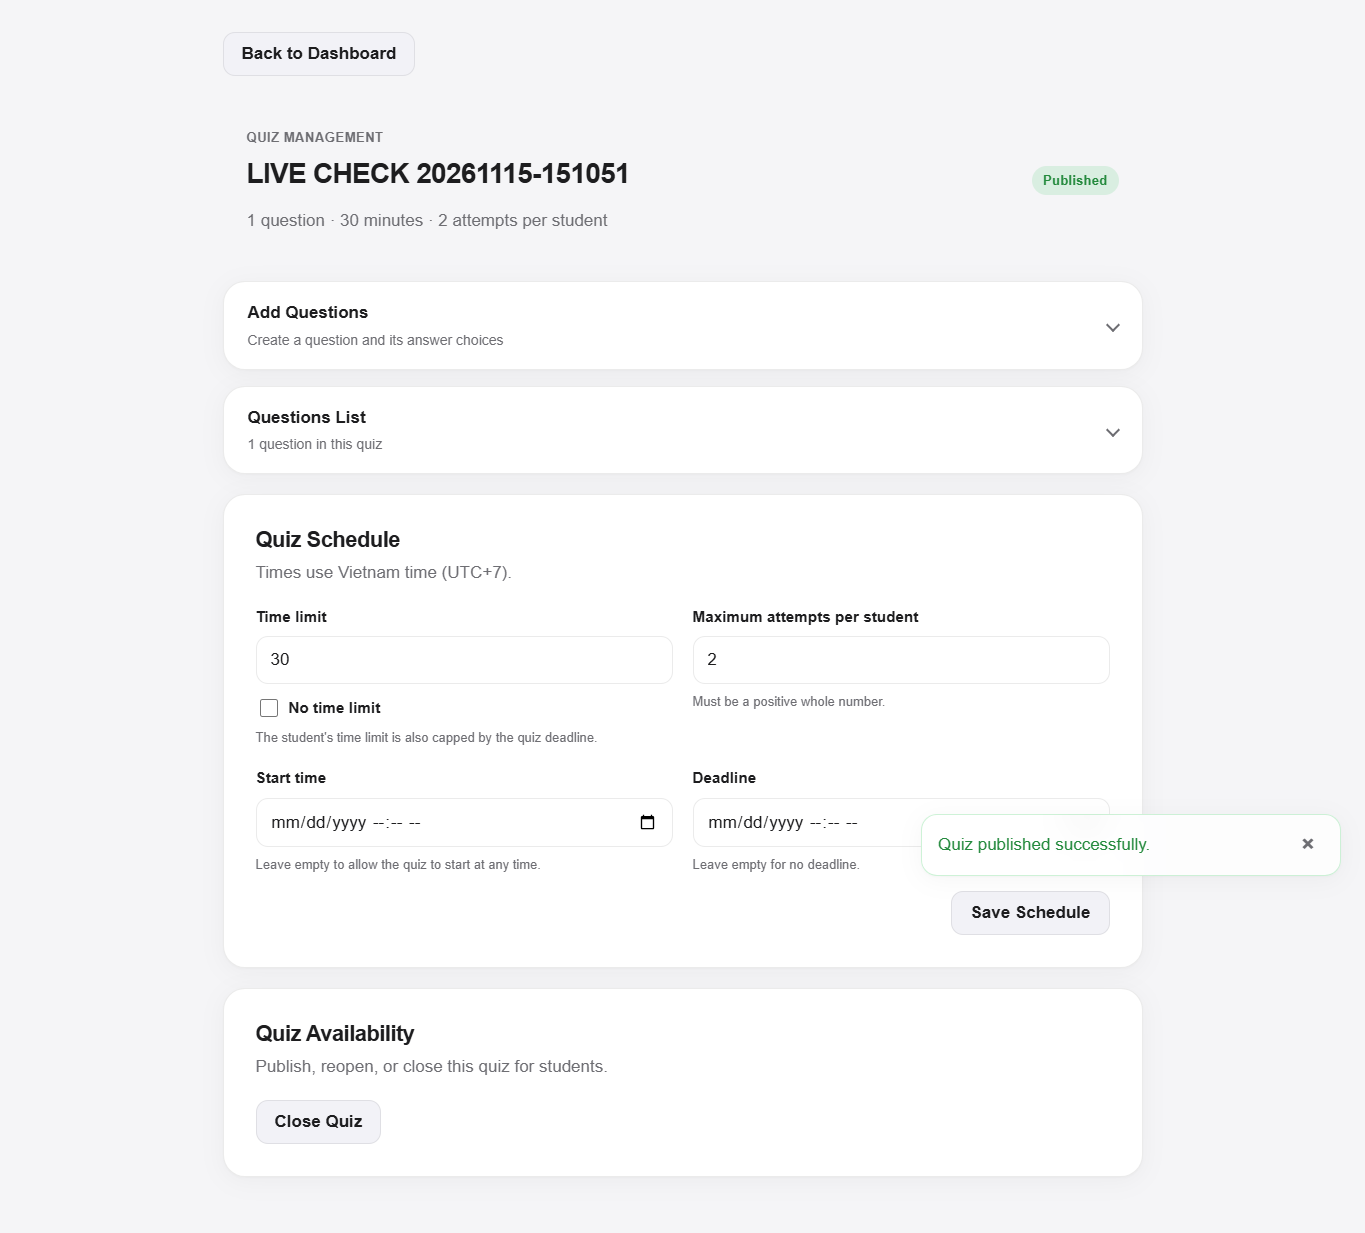 Back to Dashboard
QUIZ MANAGEMENT
LIVE CHECK 20261115-151051
Published
1 question · 30 minutes · 2 attempts per student
Add Questions
Create a question and its answer choices
Questions List
1 question in this quiz
Quiz Schedule
Times use Vietnam time (UTC+7).
Time limit
30
No time limit
The student's time limit is also capped by the quiz deadline.
Maximum attempts per student
2
Must be a positive whole number.
Start time
mm/dd/yyyy --:-- --
Leave empty to allow the quiz to start at any time.
Deadline
mm/dd/yyyy --:-- --
Leave empty for no deadline.
Quiz published successfully.
Save Schedule
Quiz Availability
Publish, reopen, or close this quiz for students.
Close Quiz